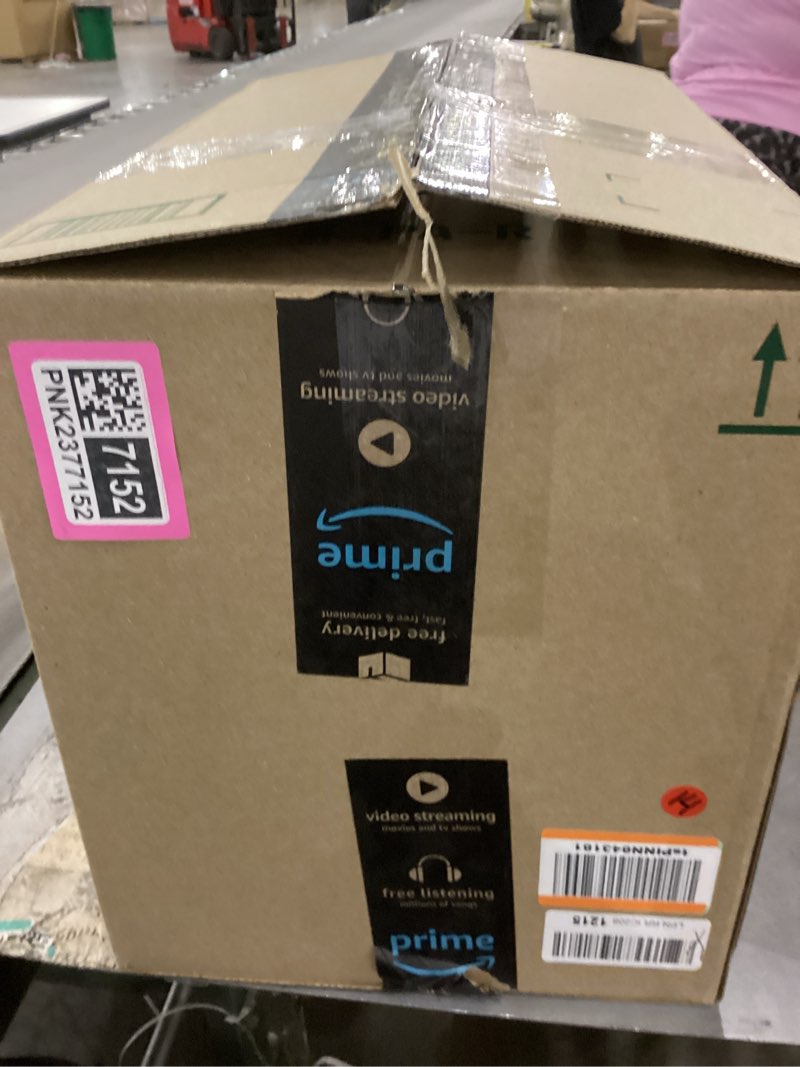 movies and tv shows
video streaming
prime
fast, free & convenient
free delivery
PNK2377152
7152
video streaming
movies and tv shows
free listening
millions of songs
prime
1215